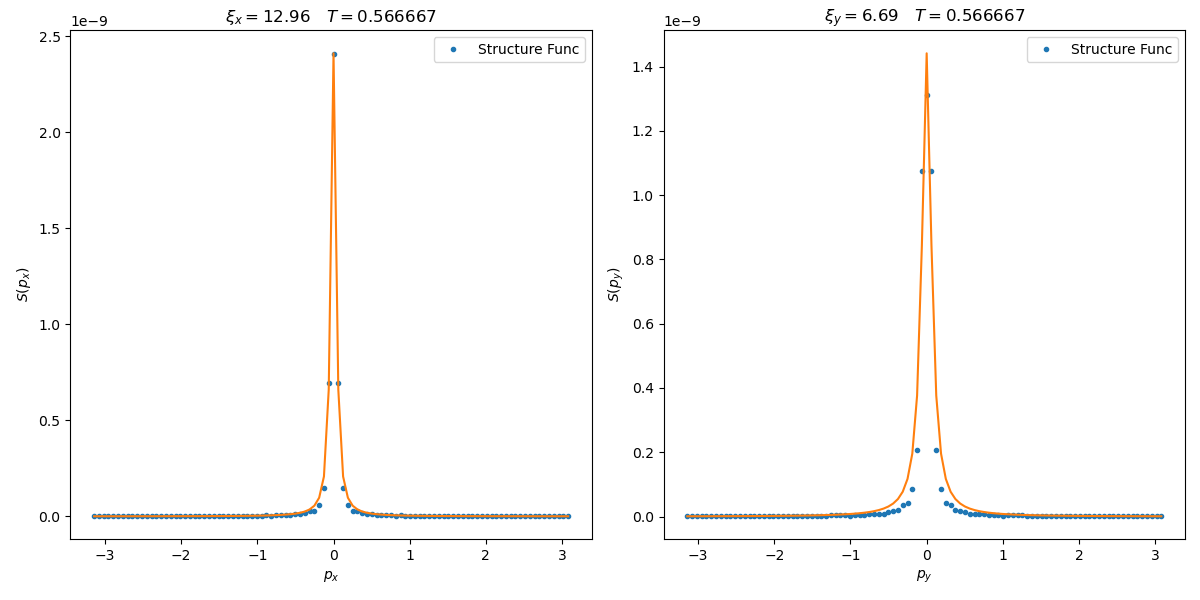 ξx = 12.96 T = 0.566667
1e−9
Structure Func
2.5
2.0
1.5
1.0
0.5
0.0
S(px)
−3 −2 −1 0 1 2 3
px
ξy = 6.69 T = 0.566667
1e−9
Structure Func
1.4
1.2
1.0
0.8
0.6
0.4
0.2
0.0
S(py)
−3 −2 −1 0 1 2 3
py